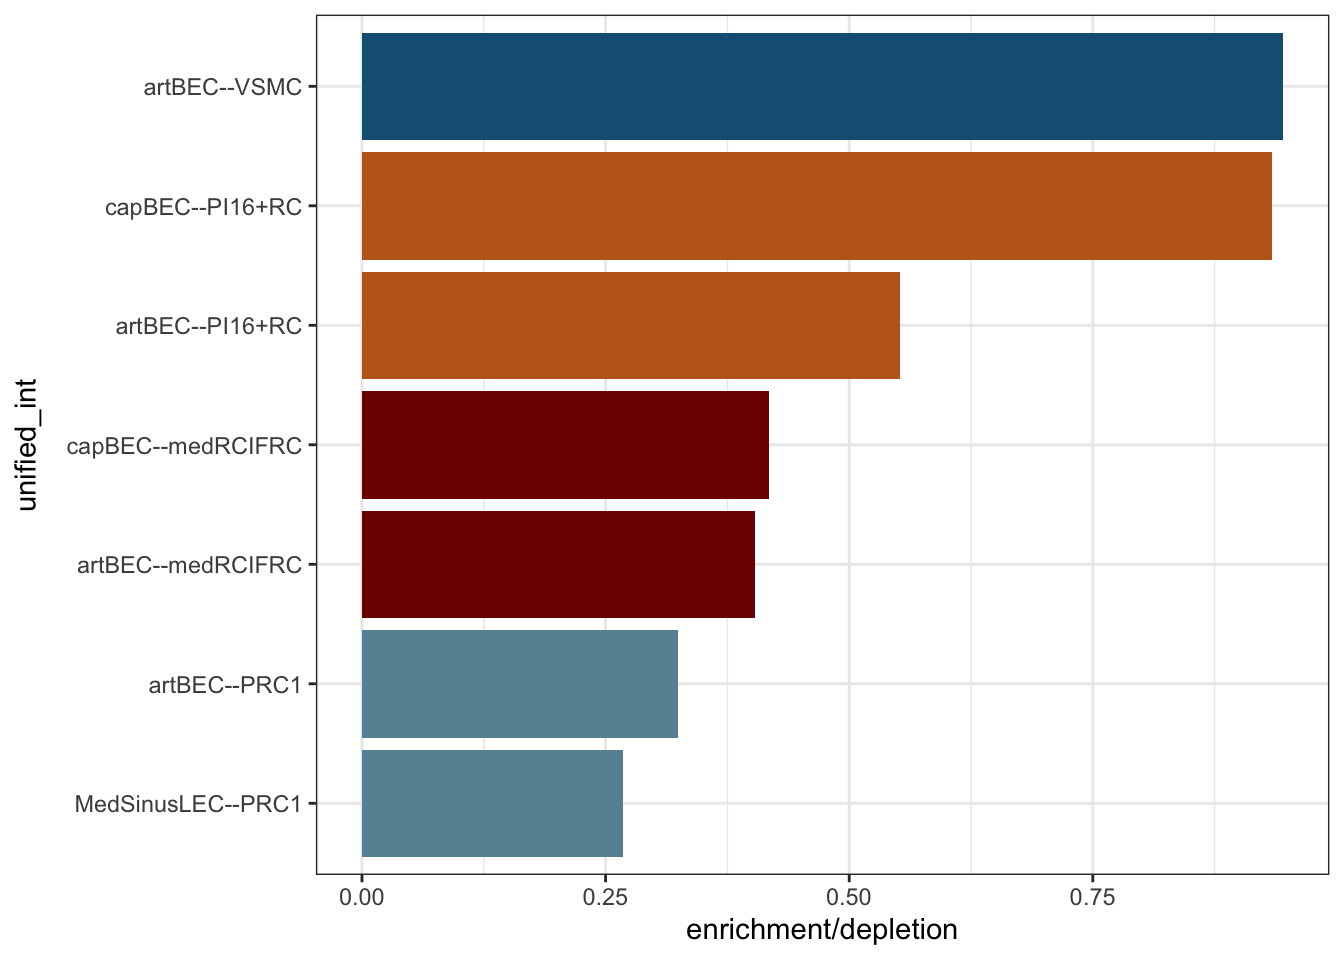 artBEC--VSMC
capBEC--PI16+RC
artBEC--PI16+RC
capBEC--medRCIFRC
artBEC--medRCIFRC
artBEC--PRC1
MedSinusLEC--PRC1
unified_int
0.00 0.25 0.50 0.75
enrichment/depletion